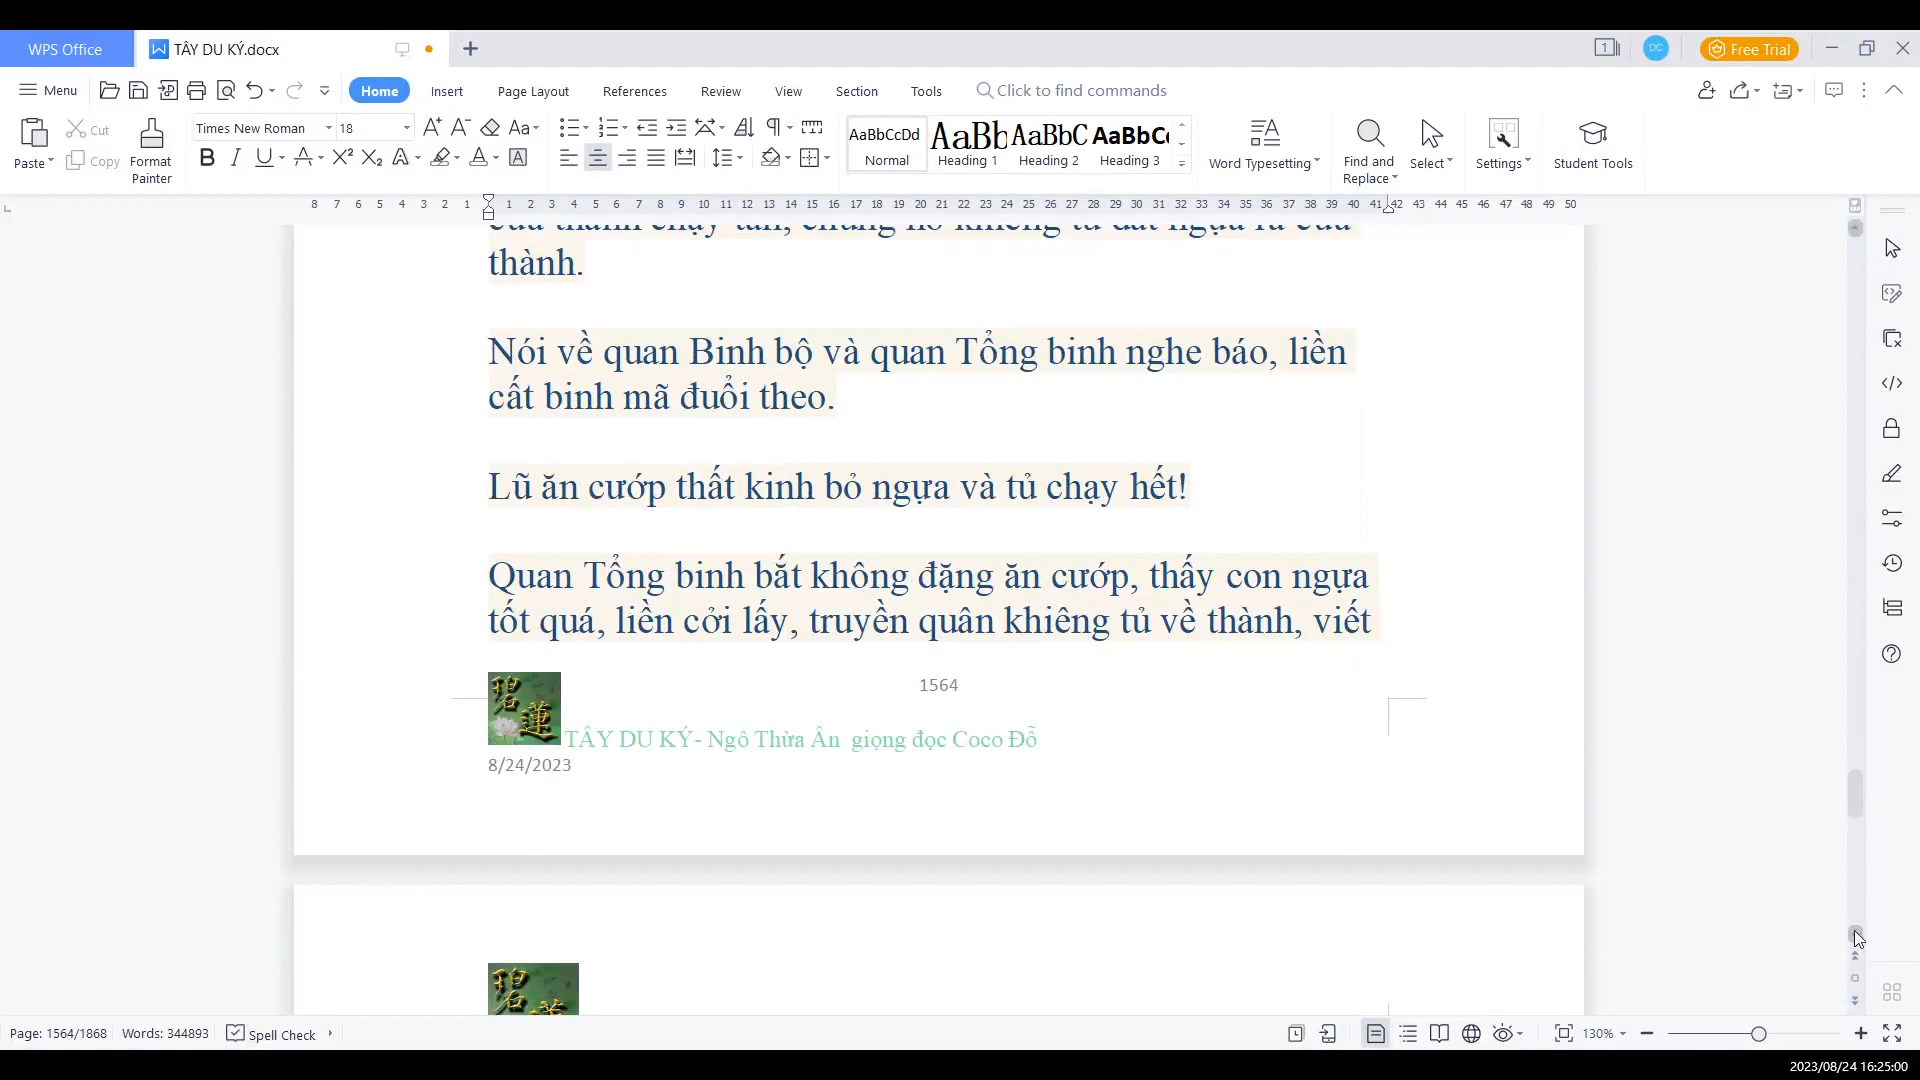 WPS Office
TÂY DU KÝ.docx
1
DC
Free Trial
Menu
Home
Insert
Page Layout
References
Review
View
Section
Tools
Click to find commands
Paste
Cut
Copy
Format
Painter
Times New Roman
18
AaBbCcDd
Normal
AaBb
Heading 1
AaBbC
Heading 2
AaBbC
Heading 3
Word Typesetting
Find and
Replace
Select
Settings
Student Tools
8 7 6 5 4 3 2 1 1 2 3 4 5 6 7 8 9 10 11 12 13 14 15 16 17 18 19 20 21 22 23 24 25 26 27 28 29 30 31 32 33 34 35 36 37 38 39 40 41 42 43 44 45 46 47 48 49 50
thành.
Nói về quan Binh bộ và quan Tổng binh nghe báo, liền
cất binh mã đuổi theo.
Lũ ăn cướp thất kinh bỏ ngựa và tủ chạy hết!
Quan Tổng binh bắt không đặng ăn cướp, thấy con ngựa
tốt quá, liền cởi lấy, truyền quân khiêng tủ về thành, viết
1564
碧
蓮
TÂY DU KÝ- Ngô Thừa Ân giọng đọc Coco Đỗ
8/24/2023
碧
Page: 1564/1868
Words: 344893
Spell Check
130%
2023/08/24 16:25:00